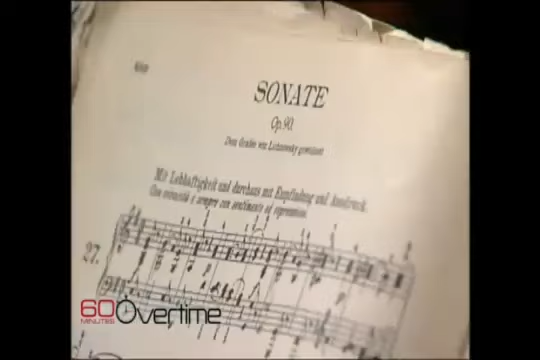 SONATE
Op.90.
Dem Grafen von Lichnowsky gewidmet
Mit Lebhaftigkeit und durchaus mit Empfindung und Ausdruck.
Con vivacità e sempre con sentimento ed espressione.
27.
60 MINUTES Overtime